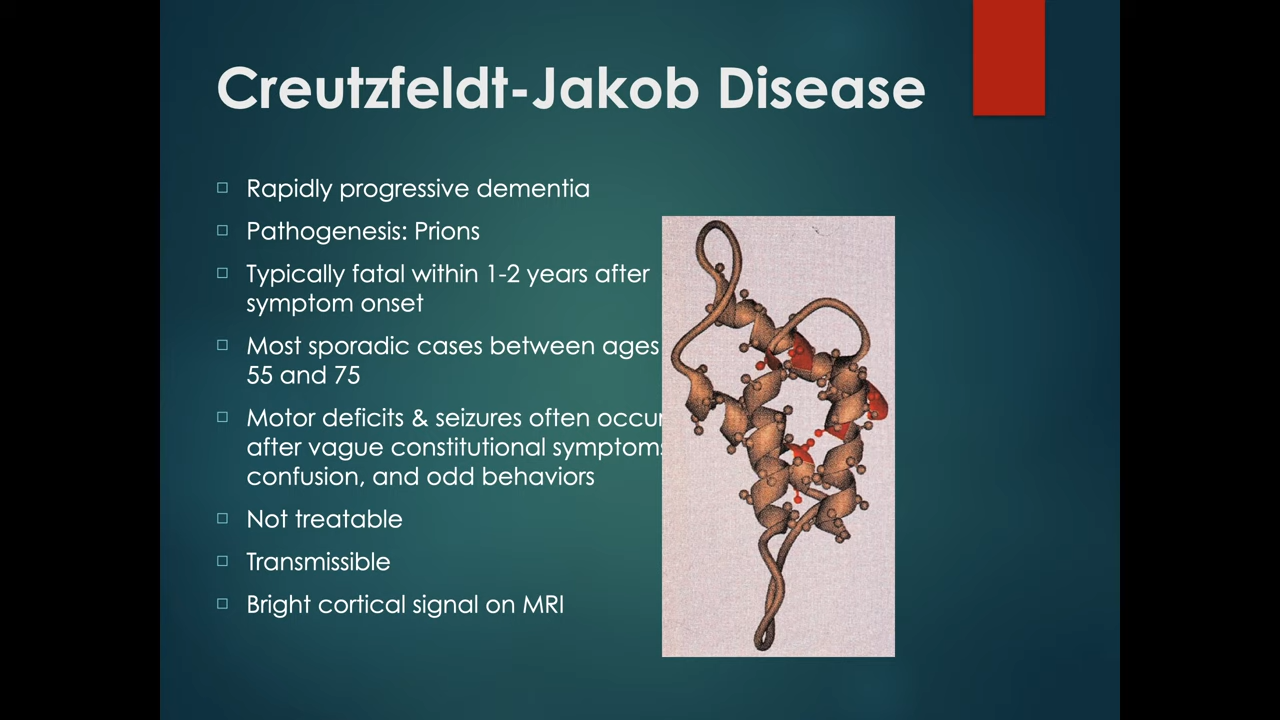 Creutzfeldt-Jakob Disease
Rapidly progressive dementia
Pathogenesis: Prions
Typically fatal within 1-2 years after
symptom onset
Most sporadic cases between ages
55 and 75
Motor deficits & seizures often occur
after vague constitutional symptoms
confusion, and odd behaviors
Not treatable
Transmissible
Bright cortical signal on MRI